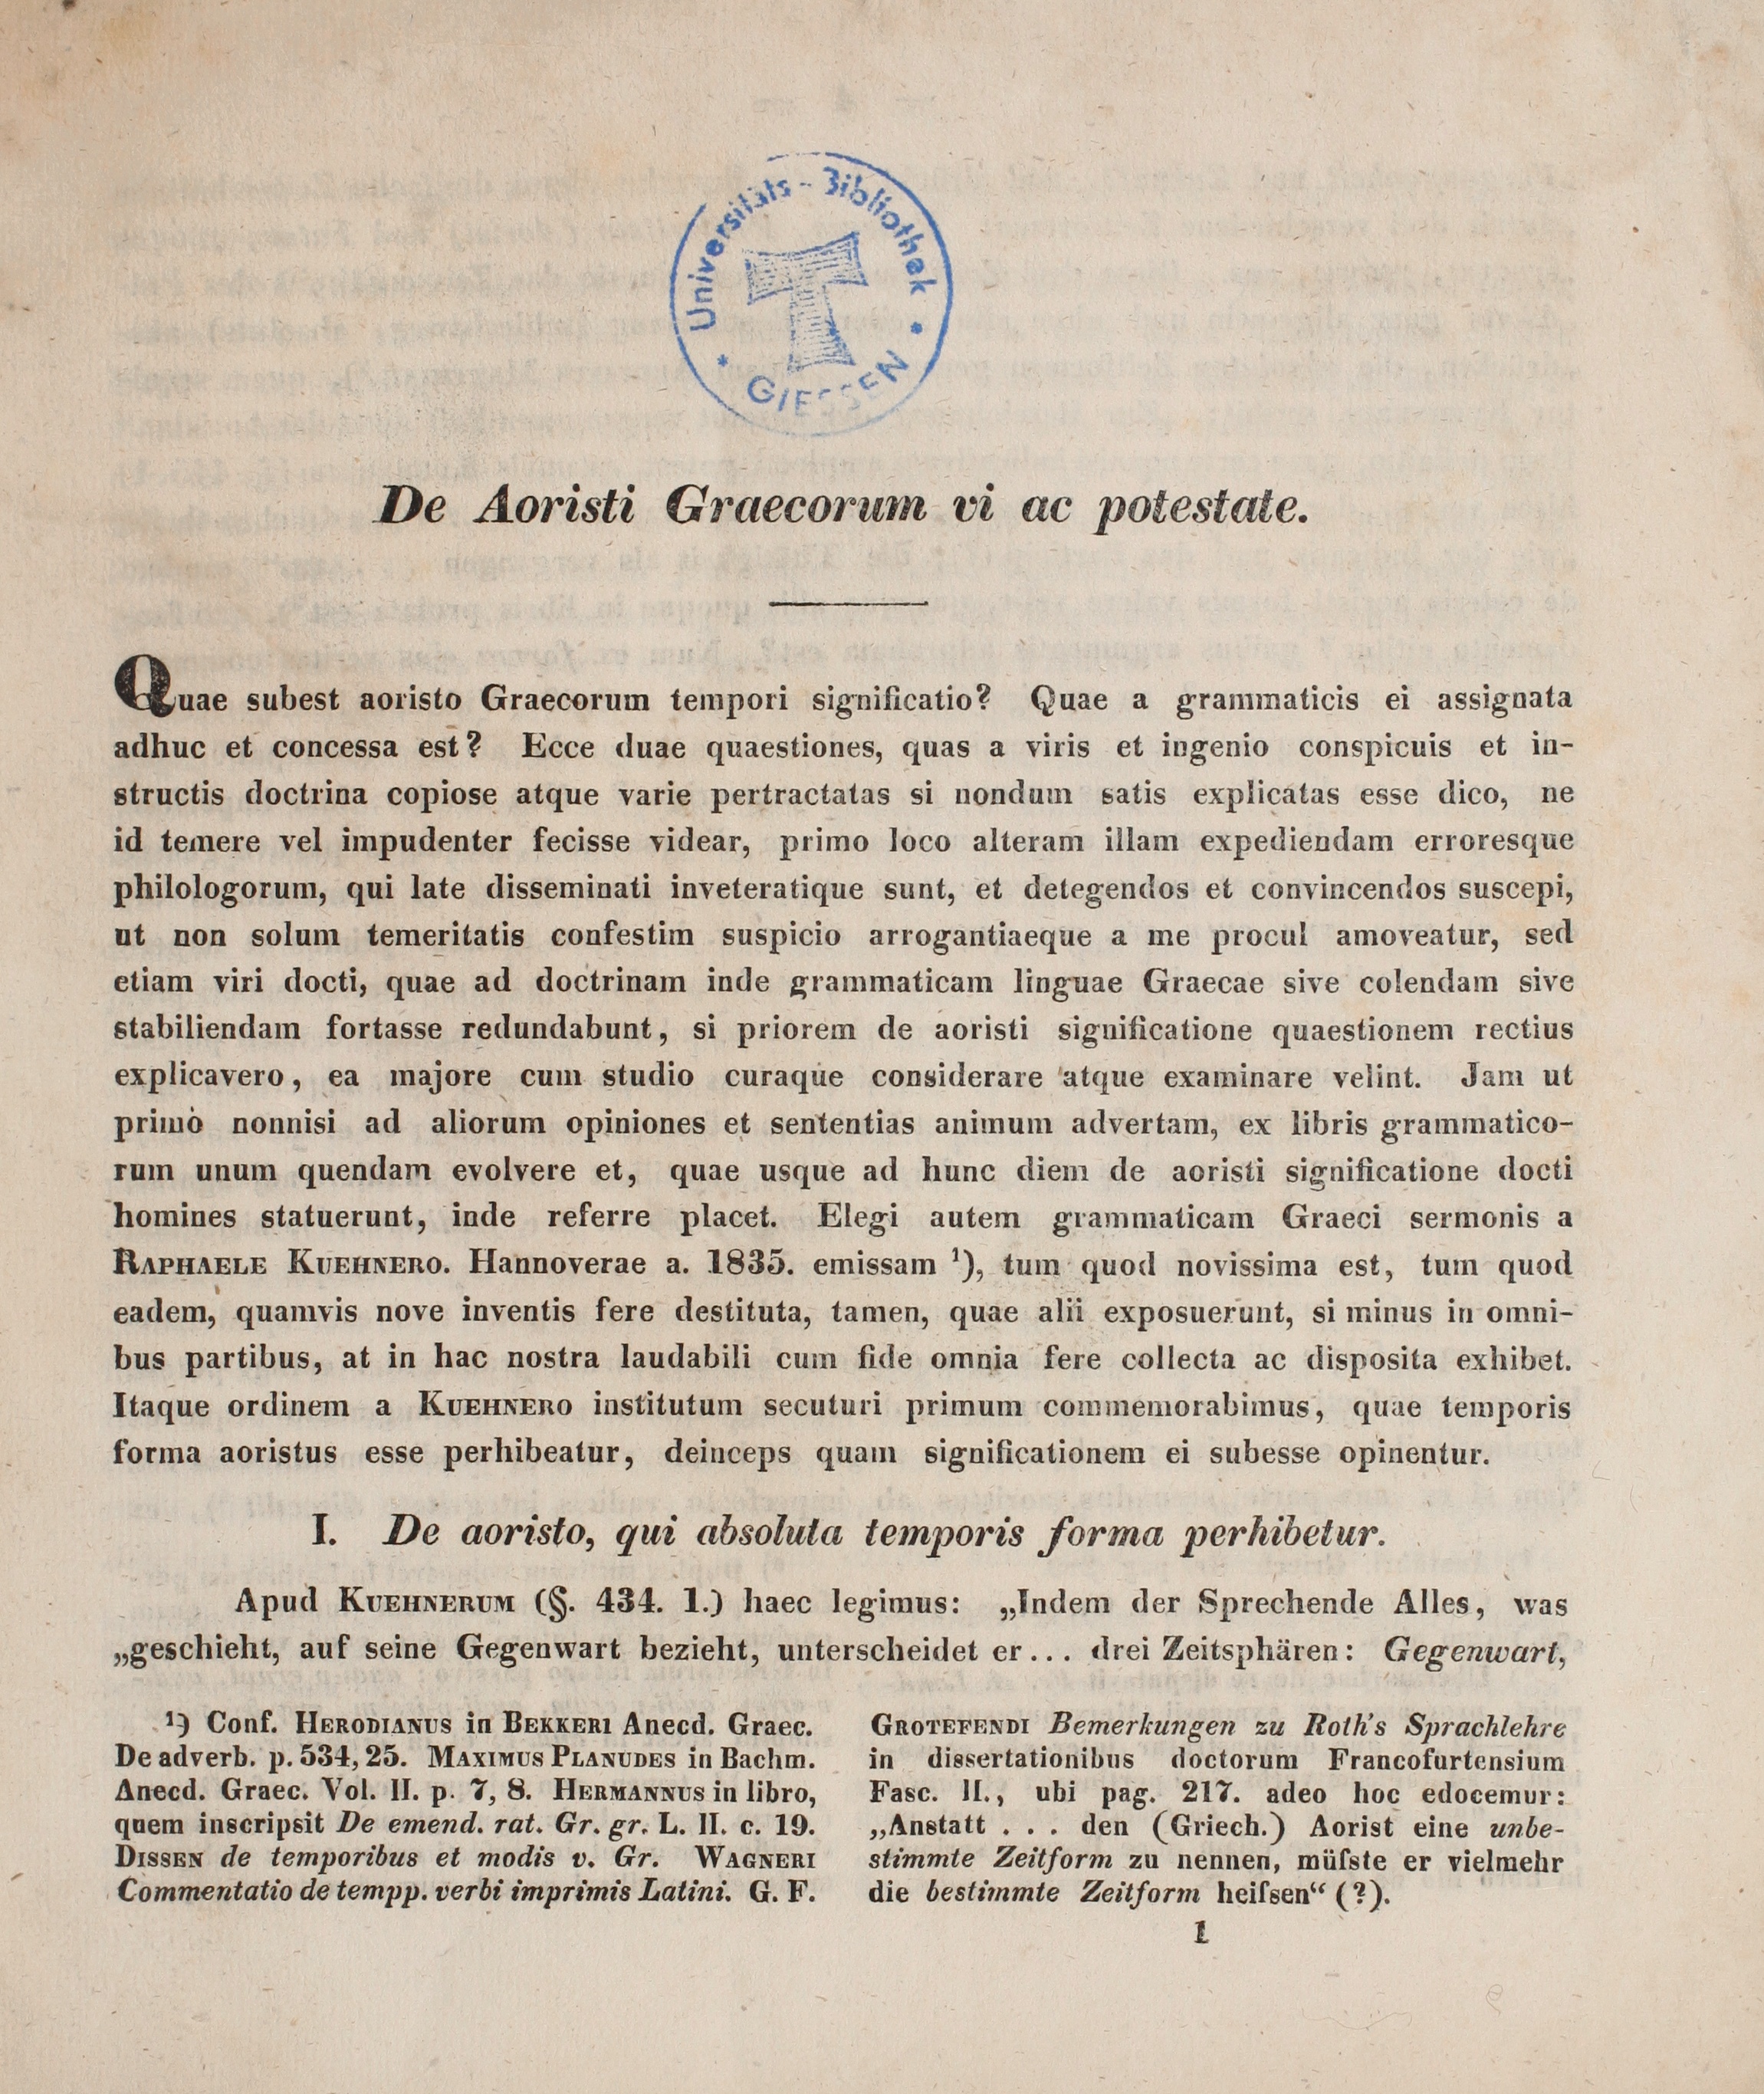 Universitäts-Bibliothek
GIESSEN
De Aoristi Graecorum vi ac potestate.
Quae subest aoristo Graecorum tempori significatio? Quae a grammaticis ei assignata
adhuc et concessa est? Ecce duae quaestiones, quas a viris et ingenio conspicuis et in-
structis doctrina copiose atque varie pertractatas si nondum satis explicatas esse dico, ne
id temere vel impudenter fecisse videar, primo loco alteram illam expediendam erroresque
philologorum, qui late disseminati inveteratique sunt, et detegendos et convincendos suscepi,
ut non solum temeritatis confestim suspicio arrogantiaeque a me procul amoveatur, sed
etiam viri docti, quae ad doctrinam inde grammaticam linguae Graecae sive colendam sive
stabiliendam fortasse redundabunt, si priorem de aoristi significatione quaestionem rectius
explicavero, ea majore cum studio curaque considerare atque examinare velint. Jam ut
primo nonnisi ad aliorum opiniones et sententias animum advertam, ex libris grammatico-
rum unum quendam evolvere et, quae usque ad hunc diem de aoristi significatione docti
homines statuerunt, inde referre placet. Elegi autem grammaticam Graeci sermonis a
RAPHAELE KUEHNERO. Hannoverae a. 1835. emissam ¹), tum quod novissima est, tum quod
eadem, quamvis nove inventis fere destituta, tamen, quae alii exposuerunt, si minus in omni-
bus partibus, at in hac nostra laudabili cum fide omnia fere collecta ac disposita exhibet.
Itaque ordinem a KUEHNERO institutum secuturi primum commemorabimus, quae temporis
forma aoristus esse perhibeatur, deinceps quam significationem ei subesse opinentur.
I. De aoristo, qui absoluta temporis forma perhibetur.
Apud KUEHNERUM (§. 434. 1.) haec legimus: „Indem der Sprechende Alles, was
„geschieht, auf seine Gegenwart bezieht, unterscheidet er... drei Zeitsphären: Gegenwart,
¹) Conf. HERODIANUS in BEKKERI Anecd. Graec.
De adverb. p. 534, 25. MAXIMUS PLANUDES in Bachm.
Anecd. Graec. Vol. II. p. 7, 8. HERMANNUS in libro,
quem inscripsit De emend. rat. Gr. gr. L. II. c. 19.
DISSEN de temporibus et modis v. Gr. WAGNERI
Commentatio de tempp. verbi imprimis Latini. G. F.
GROTEFENDI Bemerkungen zu Roth's Sprachlehre
in dissertationibus doctorum Francofurtensium
Fasc. II., ubi pag. 217. adeo hoc edocemur:
„Anstatt . . . den (Griech.) Aorist eine unbe-
stimmte Zeitform zu nennen, müſste er vielmehr
die bestimmte Zeitform heiſsen“ (?).
1